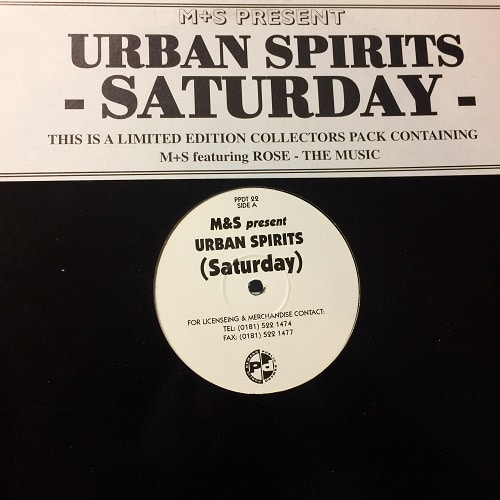 M+S PRESENT
URBAN SPIRITS
- SATURDAY -
THIS IS A LIMITED EDITION COLLECTORS PACK CONTAINING
M+S featuring ROSE - THE MUSIC
PPDT 22
SIDE A
M&S present
URBAN SPIRITS
(Saturday)
FOR LICENSEING & MERCHANDISE CONTACT:
TEL: (0181) 522 1474
FAX: (0181) 522 1477
Pd